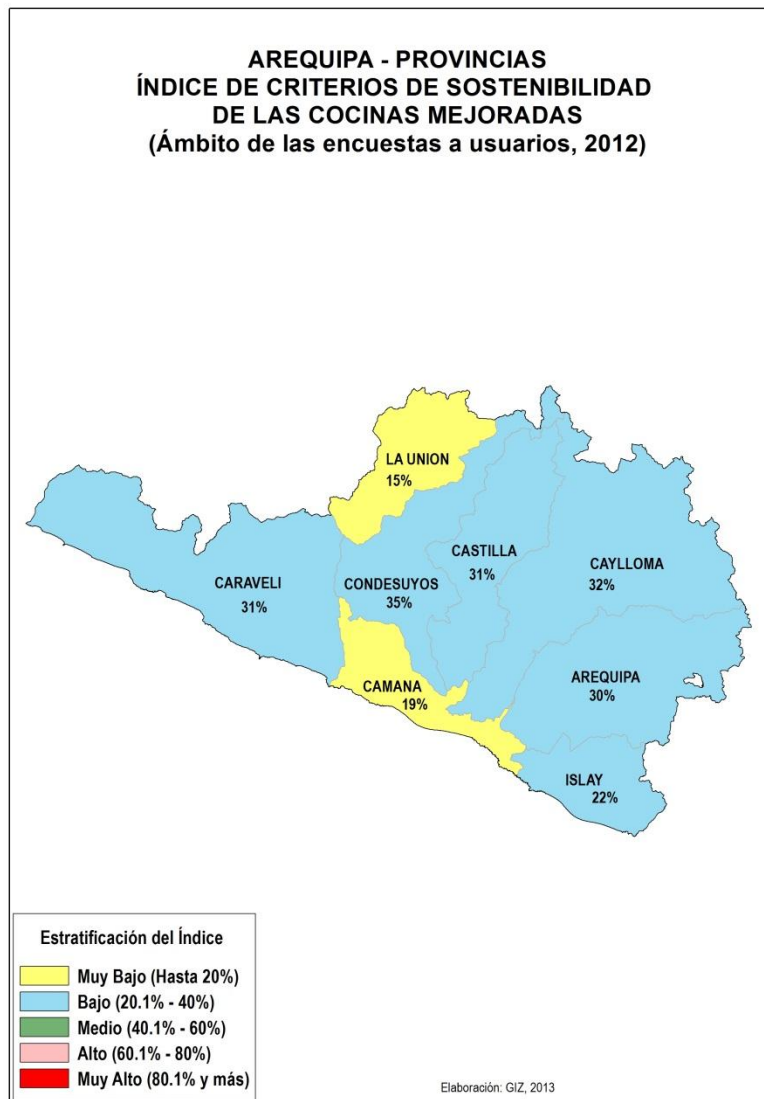 AREQUIPA - PROVINCIAS
ÍNDICE DE CRITERIOS DE SOSTENIBILIDAD
DE LAS COCINAS MEJORADAS
(Ámbito de las encuestas a usuarios, 2012)
LA UNION
15%
CASTILLA
31%
CAYLLOMA
32%
CARAVELI
31%
CONDESUYOS
35%
AREQUIPA
30%
CAMANA
19%
ISLAY
22%
Estratificación del Índice
Muy Bajo (Hasta 20%)
Bajo (20.1% - 40%)
Medio (40.1% - 60%)
Alto (60.1% - 80%)
Muy Alto (80.1% y más)
Elaboración: GIZ, 2013